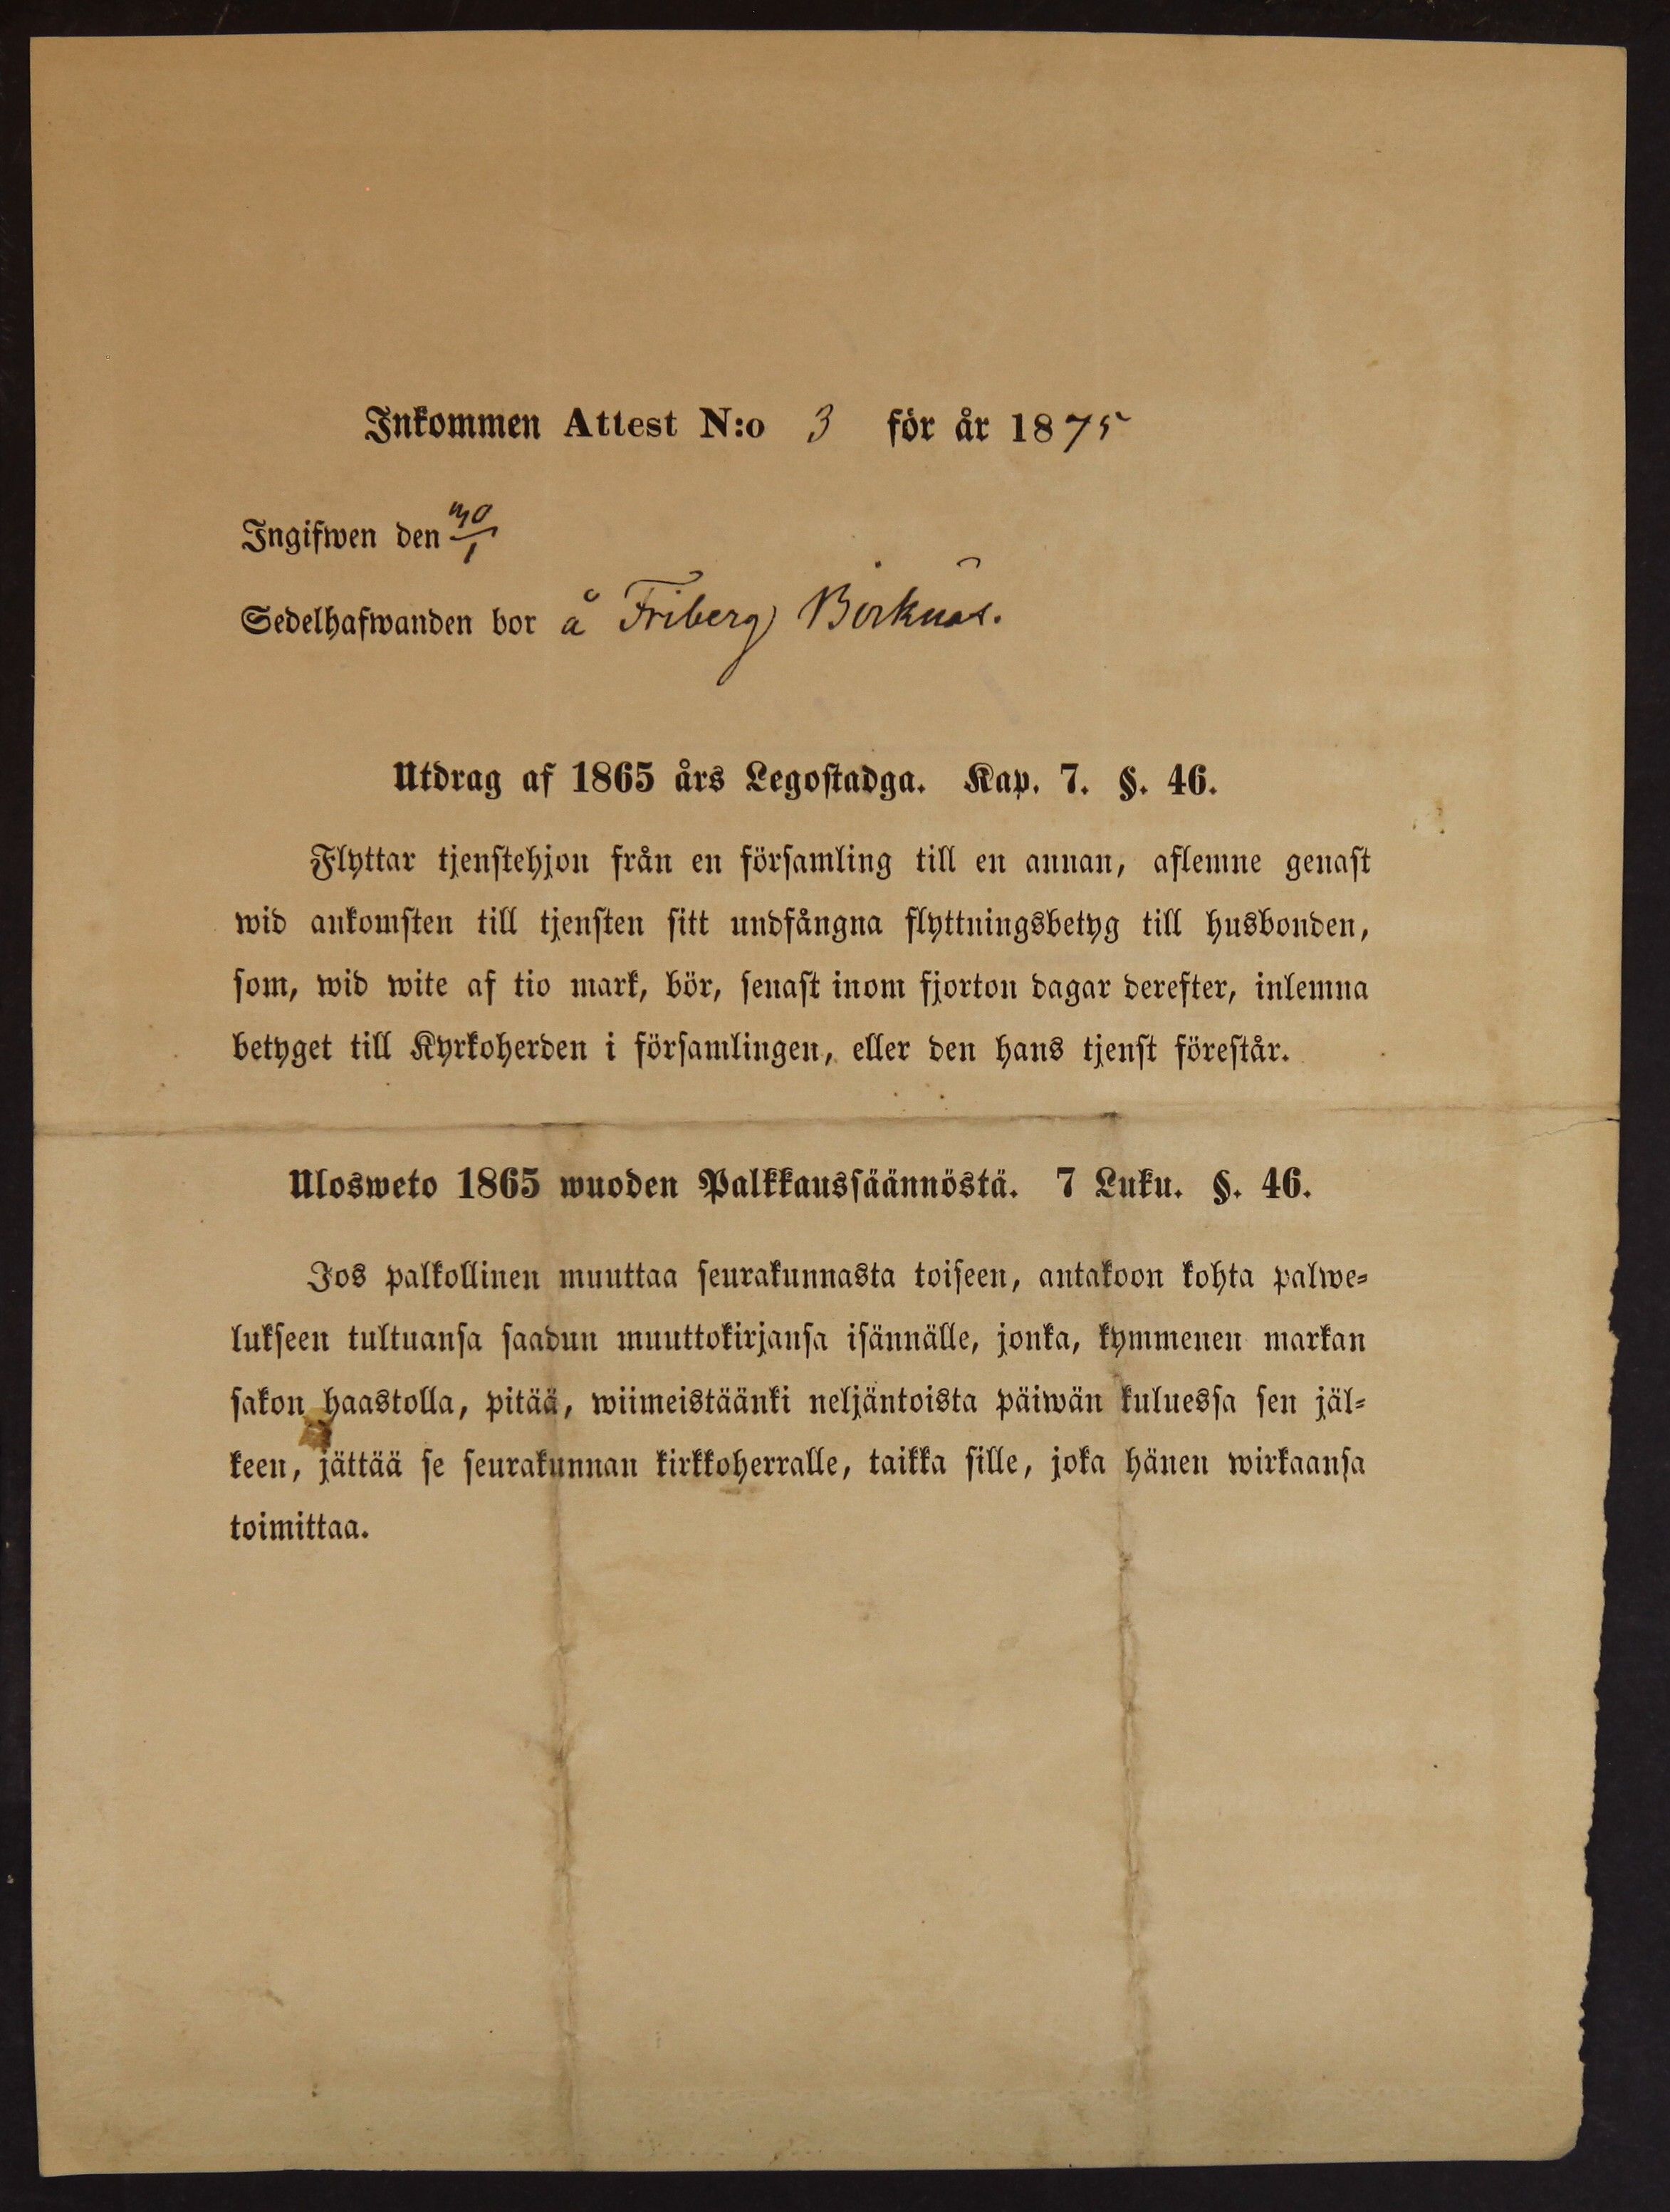 Inkommen Attest N:o 3 för år 1875
Ingifwen den 30/1
Sedelhafwanden bor å Friberg Börknäs.
Utdrag af 1865 års Legostadga. Kap. 7. §. 46.
Flyttar tjenstehjon från en församling till en annan, aflemne genast
wid ankomsten till tjensten sitt undfångna flyttningsbetyg till husbonden,
som, wid wite af tio mark, bör, senast inom fjorton dagar derefter, inlemna
betyget till Kyrkoherden i församlingen, eller den hans tjenst förestår.
Ulosweto 1865 wuoden Palkkaussäännöstä. 7 Luku. §. 46.
Jos palkollinen muuttaa seurakunnasta toiseen, antakoon kohta palwe-
lukseen tultuansa saadun muuttokirjansa isännälle, jonka, kymmenen markan
sakon haastolla, pitää, wiimeistäänki neljäntoista päiwän kuluessa sen jäl-
keen, jättää se seurakunnan kirkkoherralle, taikka sille, joka hänen wirkaansa
toimittaa.